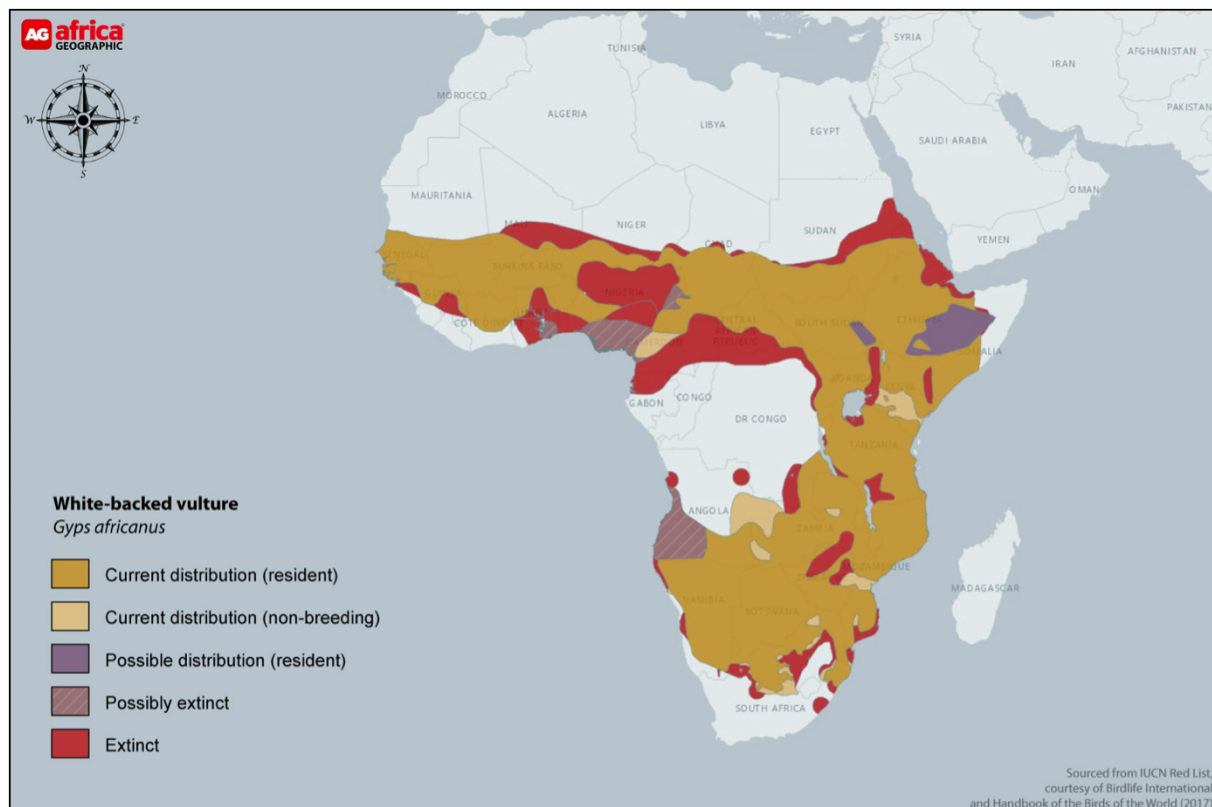 AG africa
GEOGRAPHIC
N
W
E
S
TUNISIA
SYRIA
AFGHANISTAN
IRAN
MOROCCO
PAKISTAN
ALGERIA
LIBYA
EGYPT
SAUDI ARABIA
OMAN
MAURITANIA
MALI
NIGER
CHAD
SUDAN
YEMEN
SENEGAL
BURKINA FASO
GUINEA
NIGERIA
CÔTE D'IVOIRE
CENTRAL
AFRICAN
REPUBLIC
SOUTH SUDAN
ETHIOPIA
CAMEROON
SOMALIA
UGANDA
KENYA
GABON
CONGO
DR CONGO
TANZANIA
ANGOLA
ZAMBIA
MOZAMBIQUE
NAMIBIA
BOTSWANA
MADAGASCAR
SOUTH AFRICA
White-backed vulture
Gyps africanus
Current distribution (resident)
Current distribution (non-breeding)
Possible distribution (resident)
Possibly extinct
Extinct
Sourced from IUCN Red List,
courtesy of Birdlife International
and Handbook of the Birds of the World (2017)